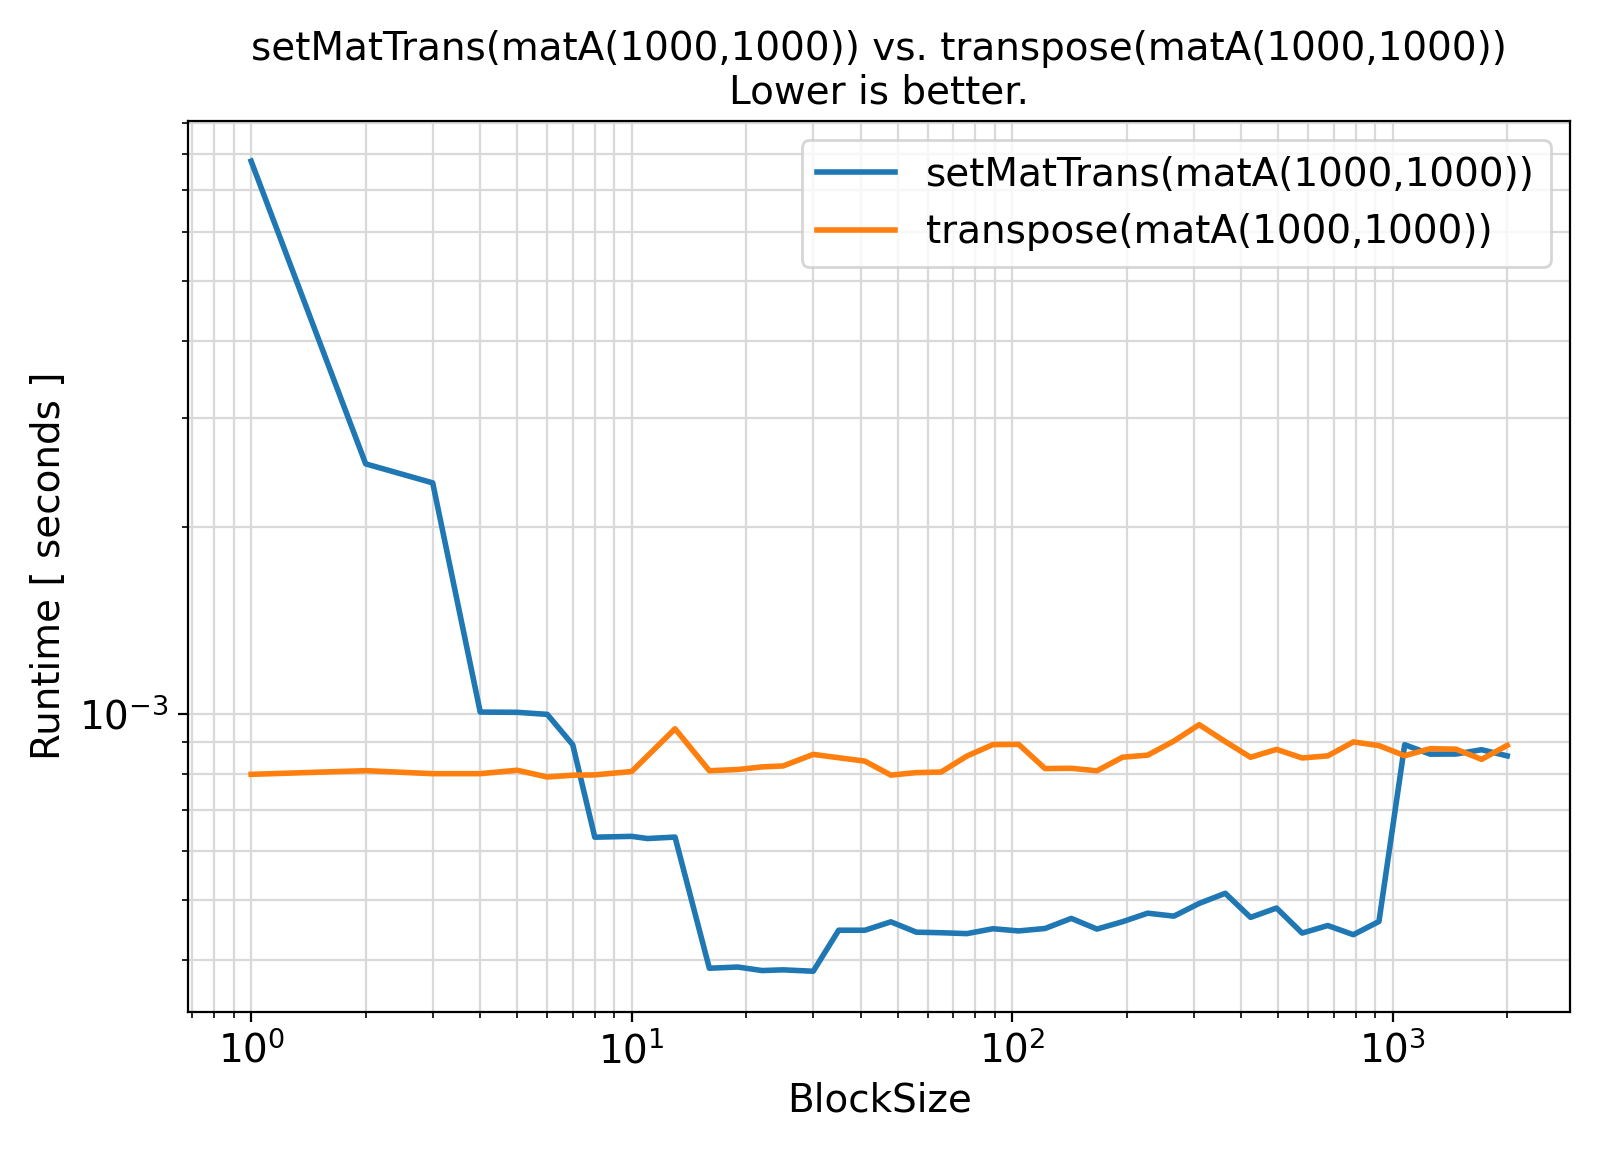 setMatTrans(matA(1000,1000)) vs. transpose(matA(1000,1000))
Lower is better.
setMatTrans(matA(1000,1000))
transpose(matA(1000,1000))
Runtime [ seconds ]
10⁻³
10⁰
10¹
10²
10³
BlockSize